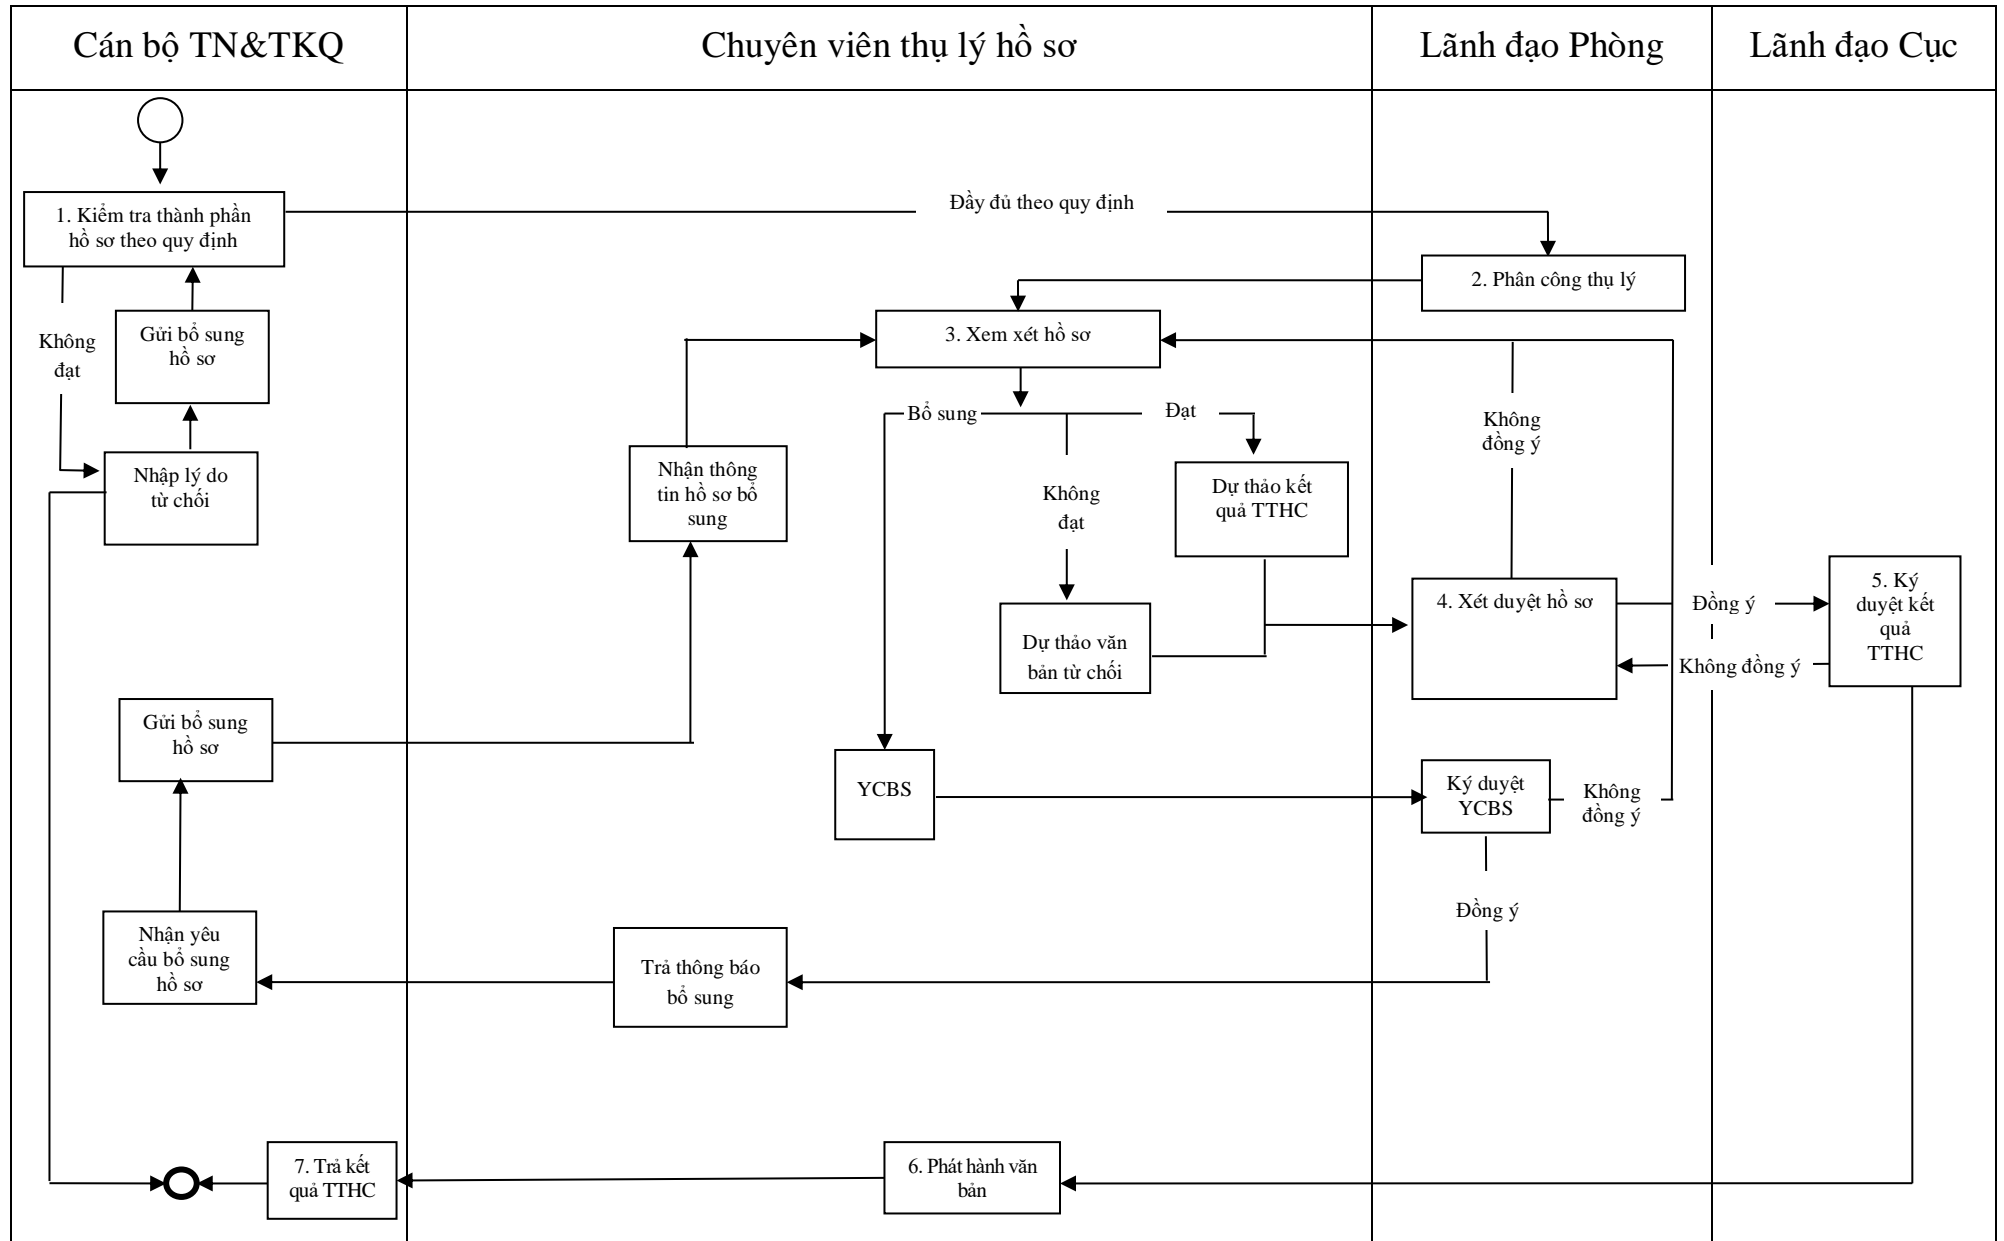 Cán bộ TN&TKQ
Chuyên viên thụ lý hồ sơ
Lãnh đạo Phòng
Lãnh đạo Cục
1. Kiểm tra thành phần
hồ sơ theo quy định
Đầy đủ theo quy định
2. Phân công thụ lý
Không
đạt
Gửi bổ sung
hồ sơ
3. Xem xét hồ sơ
Bổ sung
Đạt
Không
đồng ý
Nhập lý do
từ chối
Nhận thông
tin hồ sơ bổ
sung
Không
đạt
Dự thảo kết
quả TTHC
4. Xét duyệt hồ sơ
Đồng ý
5. Ký
duyệt kết
quả
TTHC
Dự thảo văn
bản từ chối
Không đồng ý
Gửi bổ sung
hồ sơ
YCBS
Ký duyệt
YCBS
Không
đồng ý
Đồng ý
Nhận yêu
cầu bổ sung
hồ sơ
Trả thông báo
bổ sung
7. Trả kết
quả TTHC
6. Phát hành văn
bản